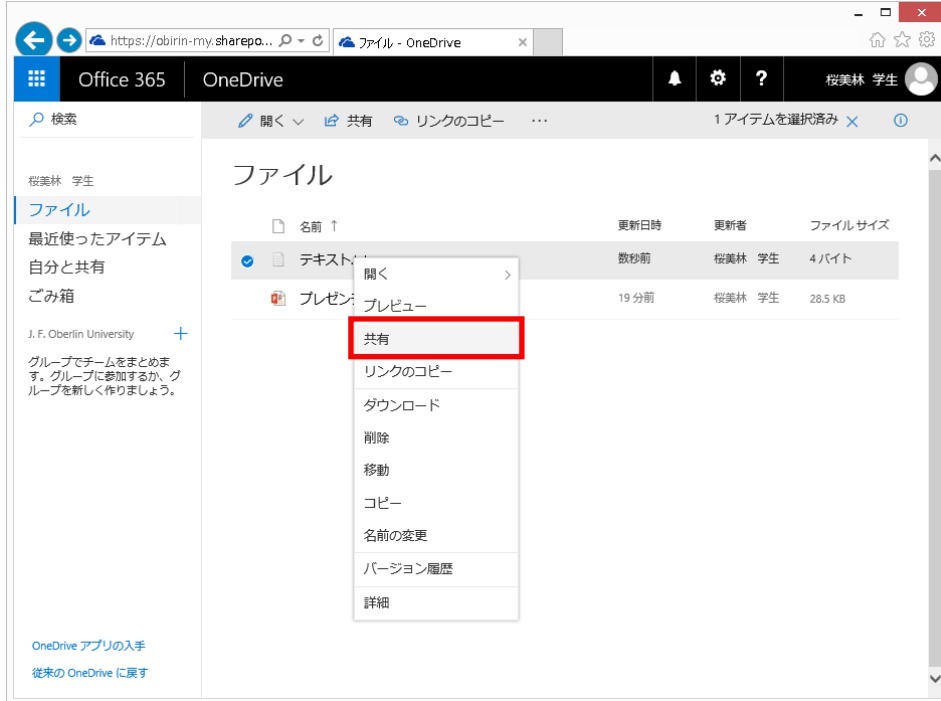 https://obirin-my.sharepo...
ファイル - OneDrive
Office 365
OneDrive
?
桜美林 学生
検索
開く
共有
リンクのコピー
...
1 アイテムを選択済み
桜美林 学生
ファイル
最近使ったアイテム
自分と共有
ごみ箱
J. F. Oberlin University
グループでチームをまとめま
す。グループに参加するか、グ
ループを新しく作りましょう。
OneDrive アプリの入手
従来の OneDrive に戻す
ファイル
名前 ↑
更新日時
更新者
ファイル サイズ
テキスト
数秒前
桜美林 学生
4 バイト
プレゼン
19 分前
桜美林 学生
28.5 KB
開く
プレビュー
共有
リンクのコピー
ダウンロード
削除
移動
コピー
名前の変更
バージョン履歴
詳細